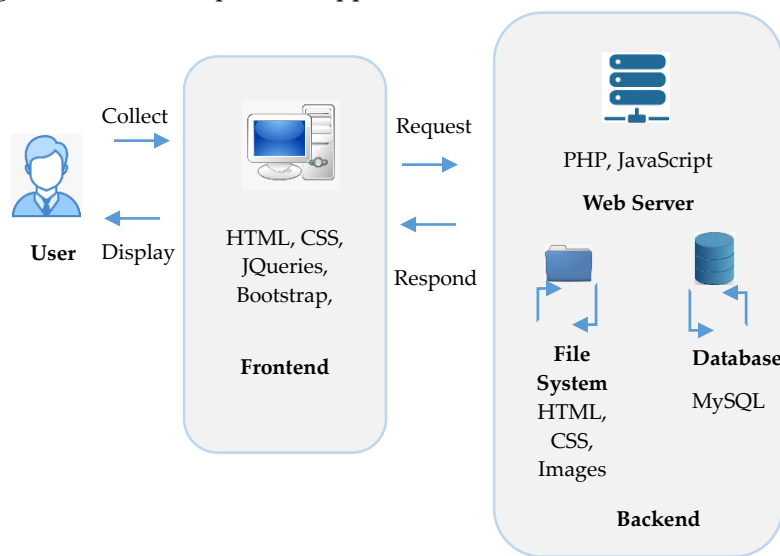 Collect
User
Display
HTML, CSS,
JQueries,
Bootstrap,
Frontend
Request
Respond
PHP, JavaScript
Web Server
File
System
HTML,
CSS,
Images
Database
MySQL
Backend